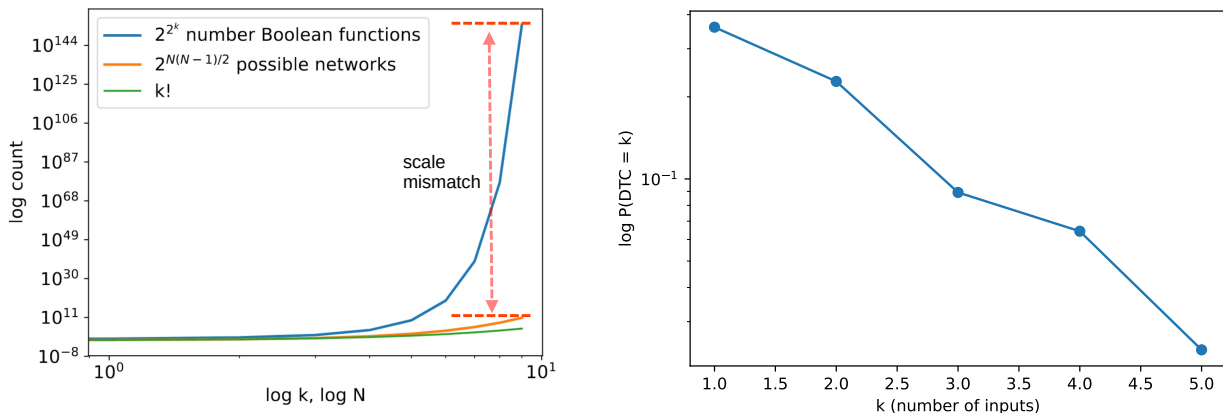 10^144
10^125
10^106
10^87
10^68
10^49
10^30
10^11
10^−8
log count
2^{2^k} number Boolean functions
2^{N(N−1)/2} possible networks
k!
scale
mismatch
10^0
10^1
log k, log N
log P(DTC = k)
10^−1
1.0 1.5 2.0 2.5 3.0 3.5 4.0 4.5 5.0
k (number of inputs)